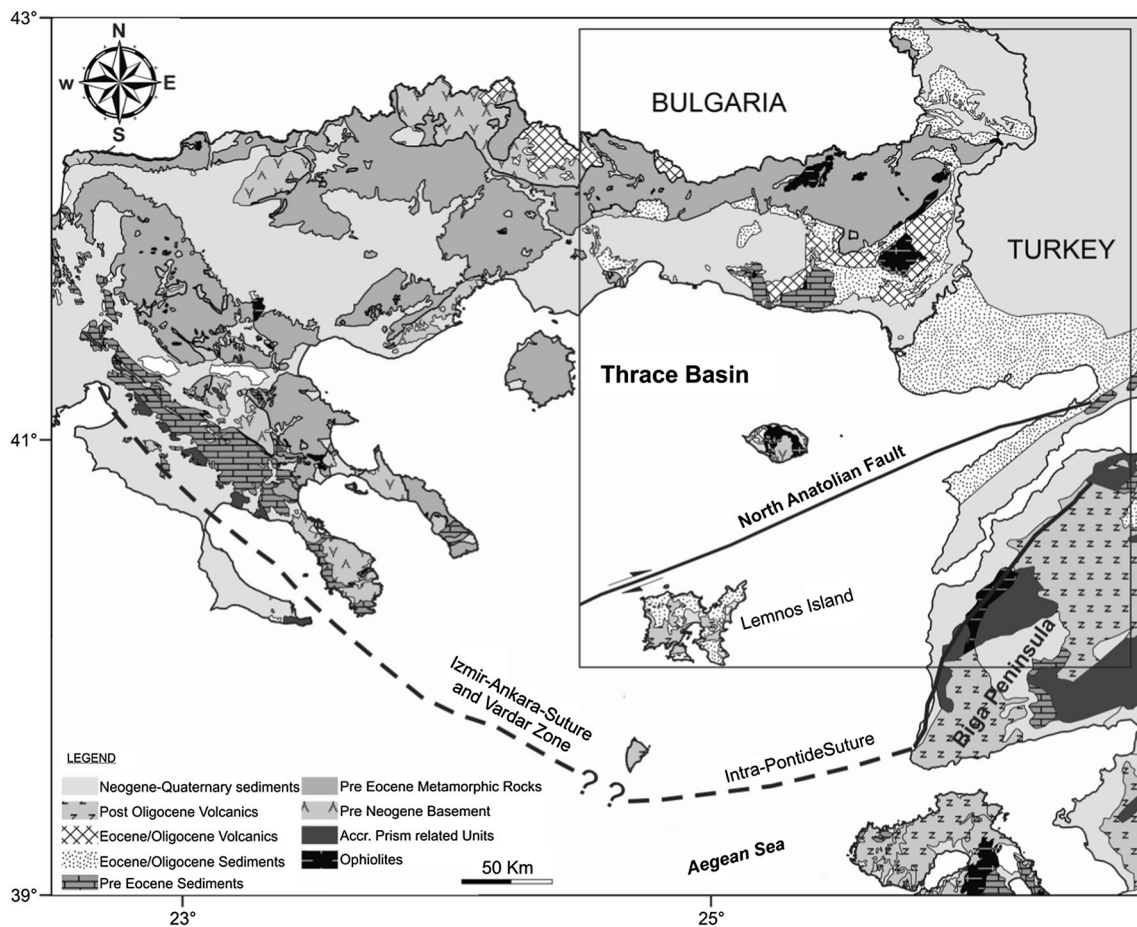 43°
N
W
E
S
BULGARIA
TURKEY
Thrace Basin
41°
North Anatolian Fault
Lemnos Island
Izmir-Ankara-Suture
and Vardar Zone
Biga Peninsula
? ?
Intra-PontideSuture
LEGEND
Neogene-Quaternary sediments
Pre Eocene Metamorphic Rocks
Post Oligocene Volcanics
Pre Neogene Basement
Eocene/Oligocene Volcanics
Accr. Prism related Units
Eocene/Oligocene Sediments
Ophiolites
Pre Eocene Sediments
50 Km
Aegean Sea
39°
23°
25°